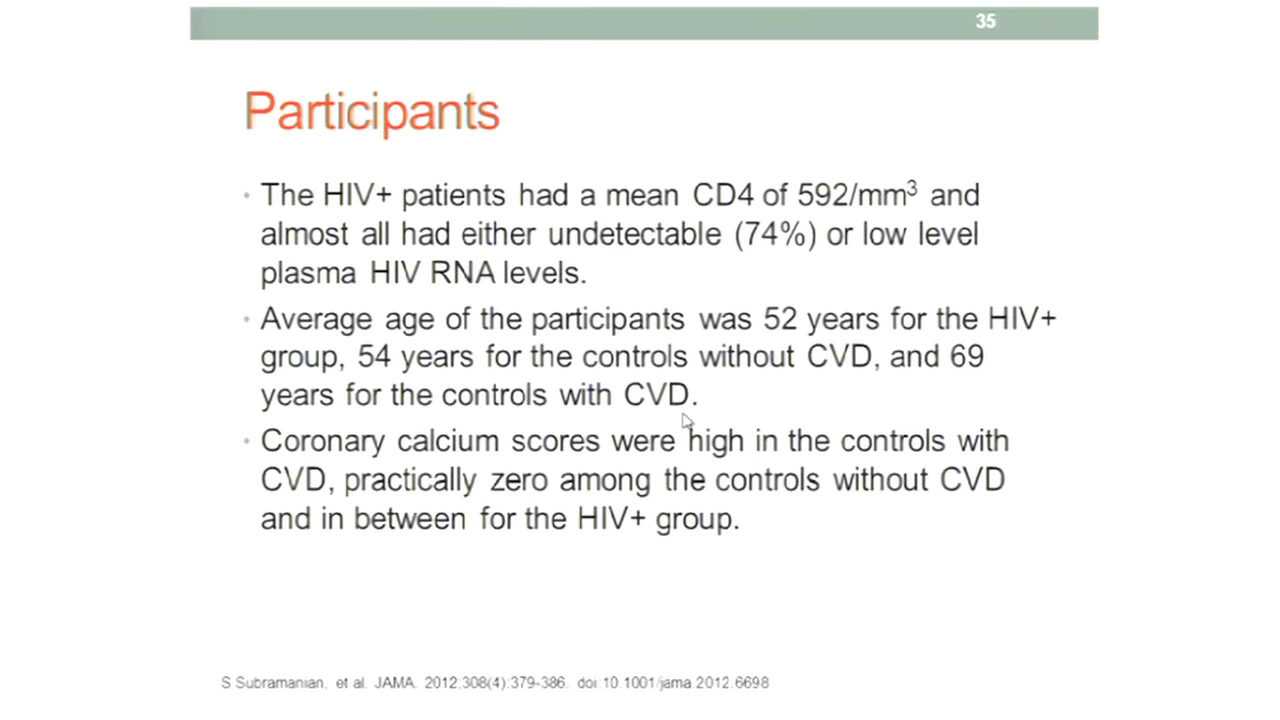 35
Participants
• The HIV+ patients had a mean CD4 of 592/mm³ and
almost all had either undetectable (74%) or low level
plasma HIV RNA levels.
• Average age of the participants was 52 years for the HIV+
group, 54 years for the controls without CVD, and 69
years for the controls with CVD.
• Coronary calcium scores were high in the controls with
CVD, practically zero among the controls without CVD
and in between for the HIV+ group.
S Subramanian, et al. JAMA. 2012;308(4):379-386. doi:10.1001/jama.2012.6698